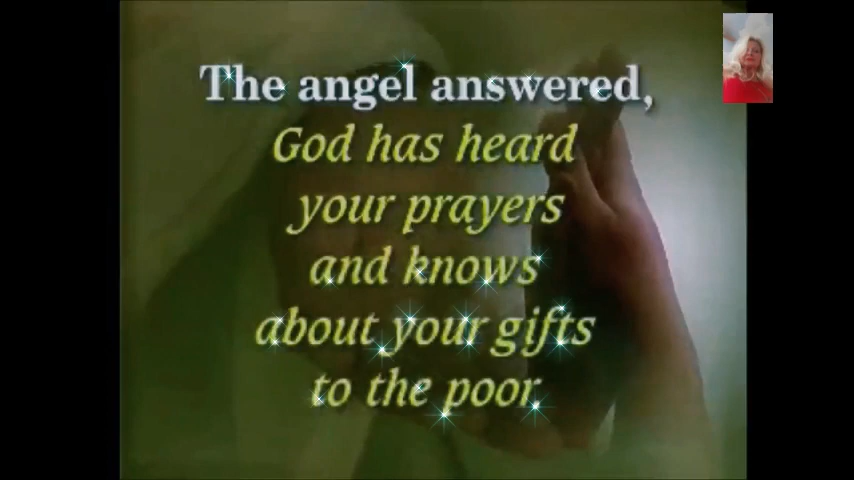 The angel answered,
God has heard
your prayers
and knows
about your gifts
to the poor.